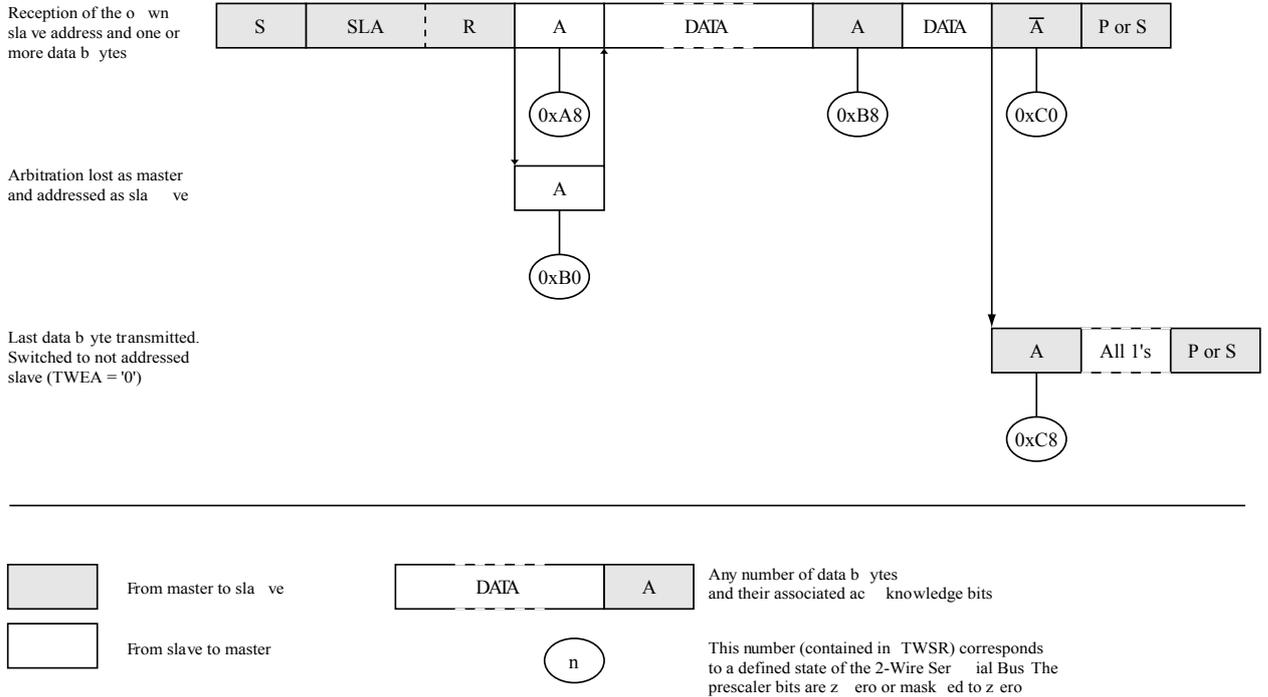 Reception of the o wn
sla ve address and one or
more data b ytes
S SLA R A DATA A DATA A̅ P or S
0xA8 0xB8 0xC0
Arbitration lost as master
and addressed as sla ve
A
0xB0
Last data b yte transmitted.
Switched to not addressed
slave (TWEA = '0')
A All 1's P or S
0xC8
From master to sla ve
DATA A
Any number of data b ytes
and their associated ac knowledge bits
From slave to master
n
This number (contained in TWSR) corresponds
to a defined state of the 2-Wire Ser ial Bus The
prescaler bits are z ero or mask ed to z ero